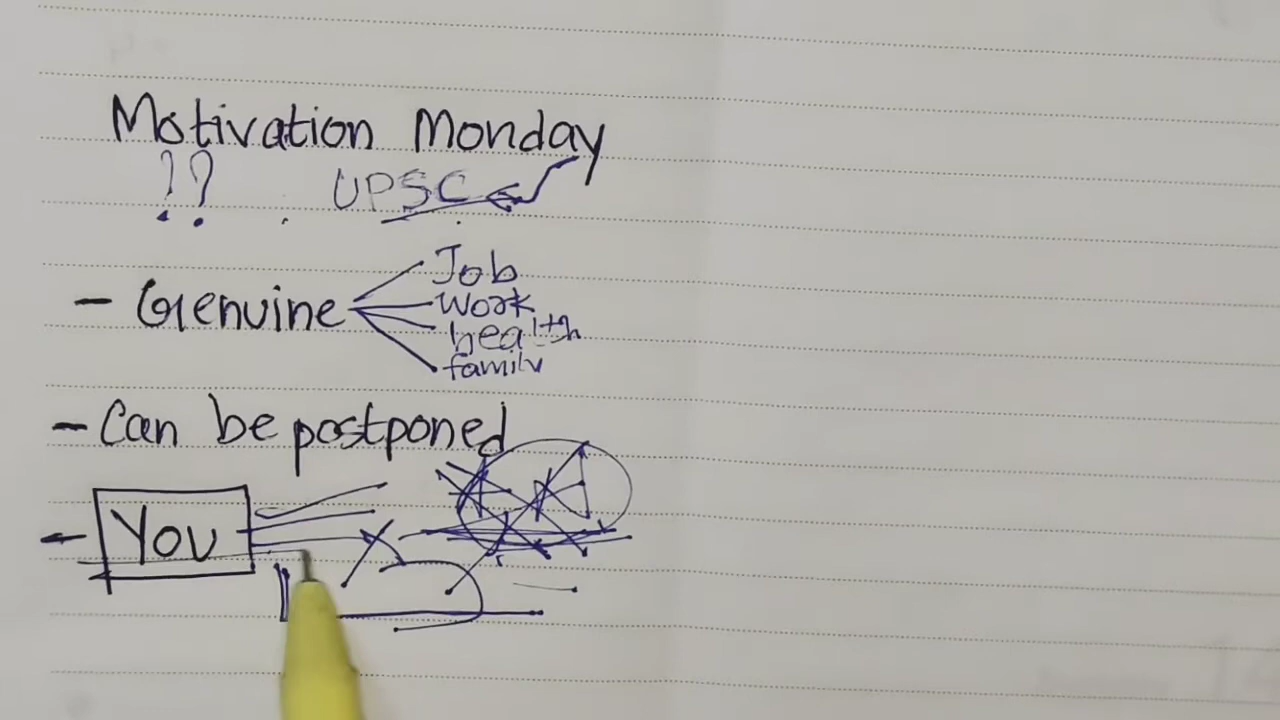 Motivation Monday
?? UPSC
- Genuine
Job
Work
health
family
- Can be postponed
- You